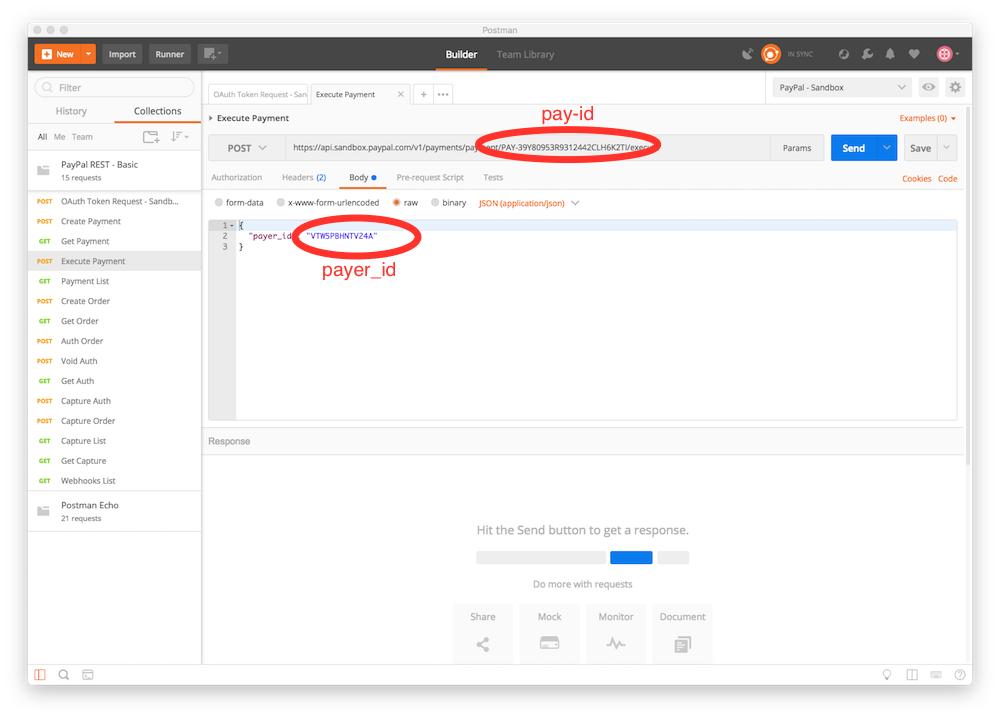 Postman
New
Import
Runner
Builder
Team Library
IN SYNC
Filter
History
Collections
All Me Team
PayPal REST - Basic
15 requests
POST OAuth Token Request - Sandb...
POST Create Payment
GET Get Payment
POST Execute Payment
GET Payment List
POST Create Order
GET Get Order
POST Auth Order
POST Void Auth
GET Get Auth
POST Capture Auth
POST Capture Order
GET Capture List
GET Get Capture
GET Webhooks List
Postman Echo
21 requests
OAuth Token Request - San
Execute Payment
PayPal - Sandbox
pay-id
Execute Payment
Examples (0)
POST
https://api.sandbox.paypal.com/v1/payments/payment/PAY-39Y80953R9312442CLH6K2TI/execu
Params
Send
Save
Authorization
Headers (2)
Body
Pre-request Script
Tests
Cookies Code
form-data
x-www-form-urlencoded
raw
binary
JSON (application/json)
1 {
2 "payer_id "VTW5P8HNTV24A"
3 }
payer_id
Response
Hit the Send button to get a response.
Do more with requests
Share
Mock
Monitor
Document